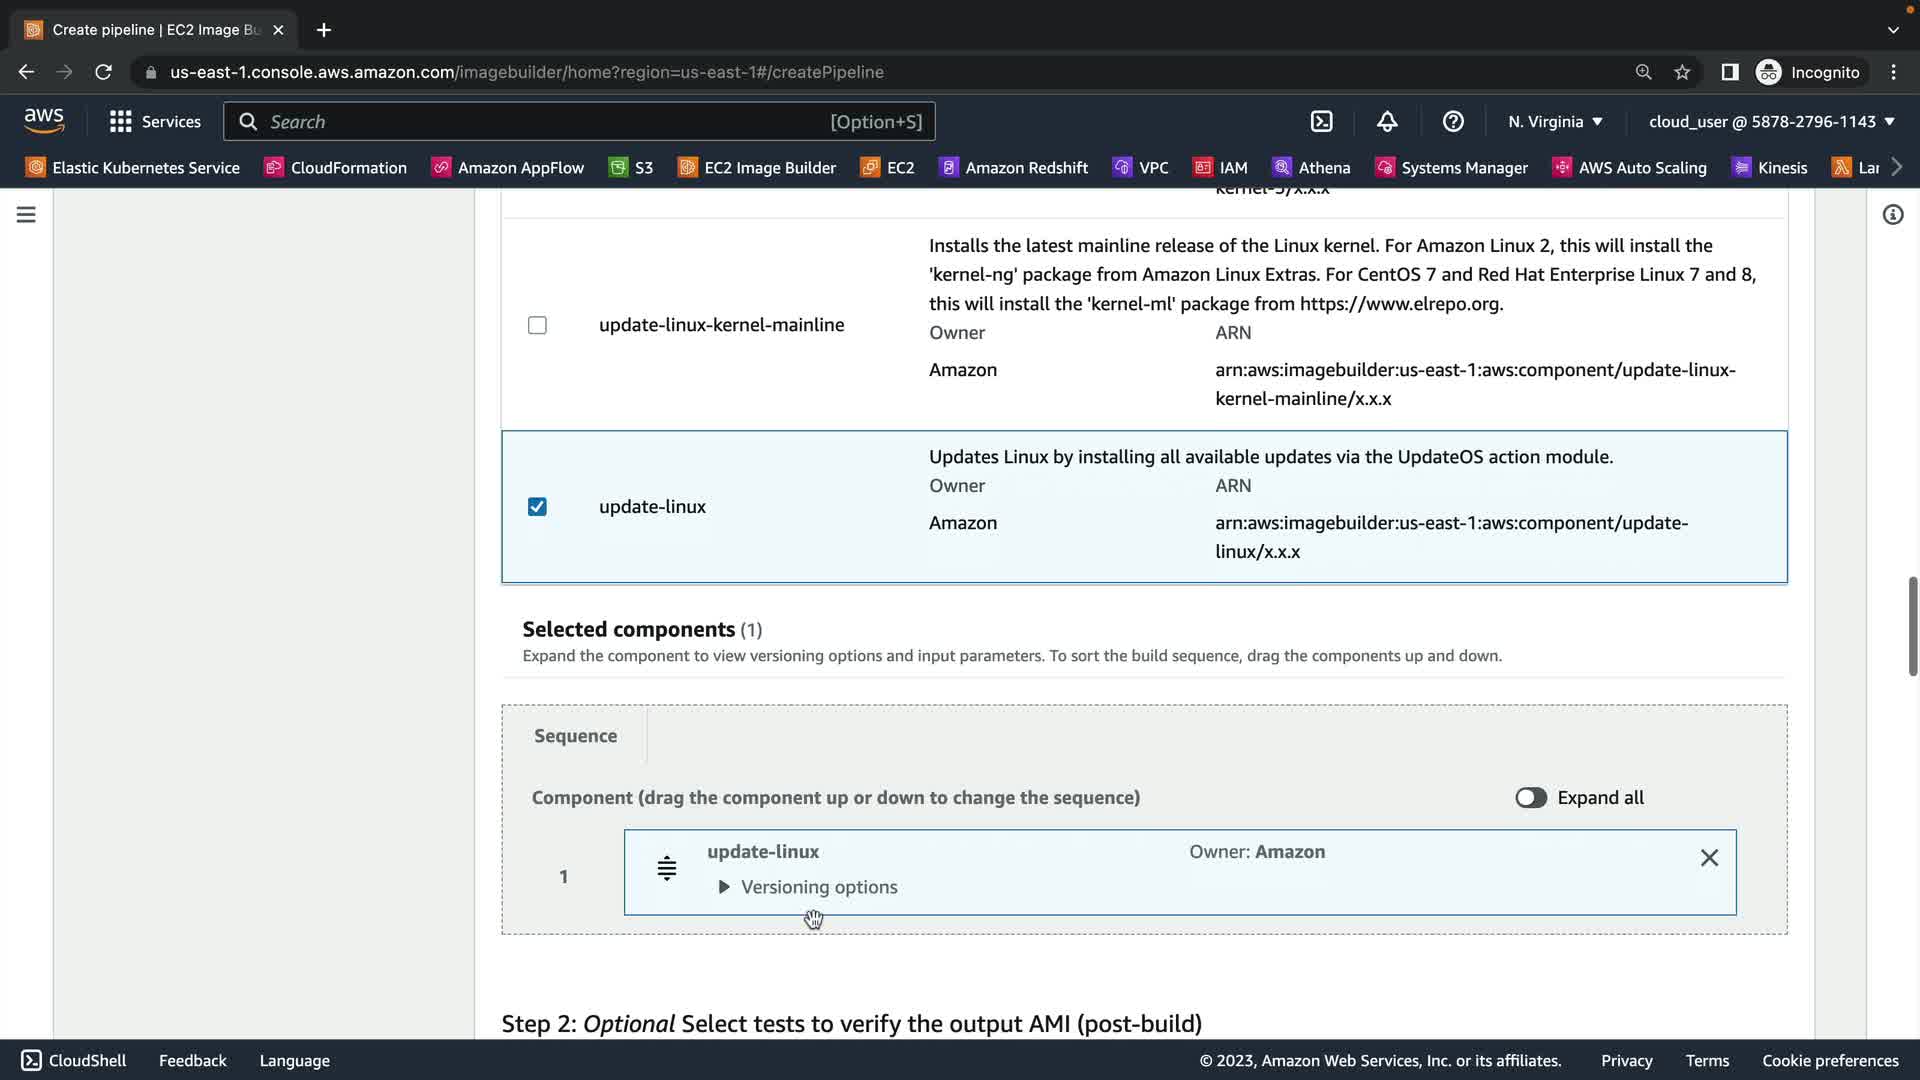 Create pipeline | EC2 Image Bu
us-east-1.console.aws.amazon.com/imagebuilder/home?region=us-east-1#/createPipeline
Incognito
aws
Services
Search
[Option+S]
N. Virginia
cloud_user @ 5878-2796-1143
Elastic Kubernetes Service
CloudFormation
Amazon AppFlow
S3
EC2 Image Builder
EC2
Amazon Redshift
VPC
IAM
Athena
Systems Manager
AWS Auto Scaling
Kinesis
Lar
kernel-5/x.x.x
Installs the latest mainline release of the Linux kernel. For Amazon Linux 2, this will install the
'kernel-ng' package from Amazon Linux Extras. For CentOS 7 and Red Hat Enterprise Linux 7 and 8,
this will install the 'kernel-ml' package from https://www.elrepo.org.
update-linux-kernel-mainline
Owner
ARN
Amazon
arn:aws:imagebuilder:us-east-1:aws:component/update-linux-
kernel-mainline/x.x.x
Updates Linux by installing all available updates via the UpdateOS action module.
Owner
ARN
update-linux
Amazon
arn:aws:imagebuilder:us-east-1:aws:component/update-
linux/x.x.x
Selected components (1)
Expand the component to view versioning options and input parameters. To sort the build sequence, drag the components up and down.
Sequence
Component (drag the component up or down to change the sequence)
Expand all
1
update-linux
Owner: Amazon
Versioning options
Step 2: Optional Select tests to verify the output AMI (post-build)
CloudShell
Feedback
Language
© 2023, Amazon Web Services, Inc. or its affiliates.
Privacy
Terms
Cookie preferences